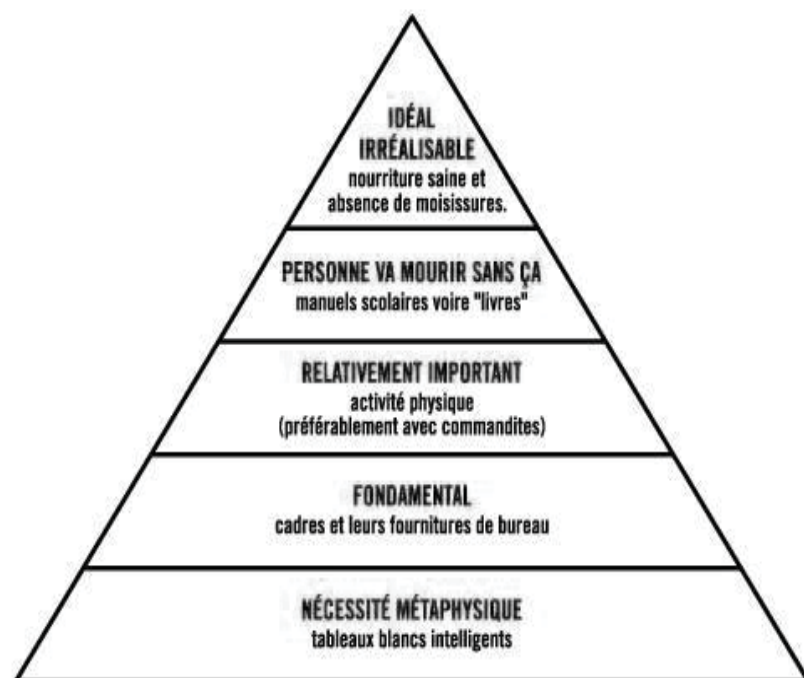 IDÉAL
IRRÉALISABLE
nourriture saine et
absence de moisissures.
PERSONNE VA MOURIR SANS ÇA
manuels scolaires voire "livres"
RELATIVEMENT IMPORTANT
activité physique
(préférablement avec commandites)
FONDAMENTAL
cadres et leurs fournitures de bureau
NÉCESSITÉ MÉTAPHYSIQUE
tableaux blancs intelligents